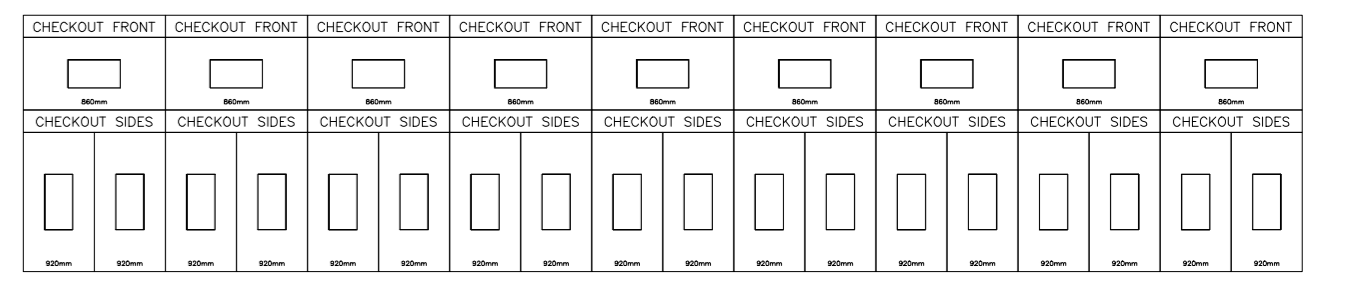 CHECKOUT FRONT CHECKOUT FRONT CHECKOUT FRONT CHECKOUT FRONT CHECKOUT FRONT CHECKOUT FRONT CHECKOUT FRONT CHECKOUT FRONT CHECKOUT FRONT
860mm 860mm 860mm 860mm 860mm 860mm 860mm 860mm 860mm
CHECKOUT SIDES CHECKOUT SIDES CHECKOUT SIDES CHECKOUT SIDES CHECKOUT SIDES CHECKOUT SIDES CHECKOUT SIDES CHECKOUT SIDES CHECKOUT SIDES
920mm 920mm 920mm 920mm 920mm 920mm 920mm 920mm 920mm 920mm 920mm 920mm 920mm 920mm 920mm 920mm 920mm 920mm